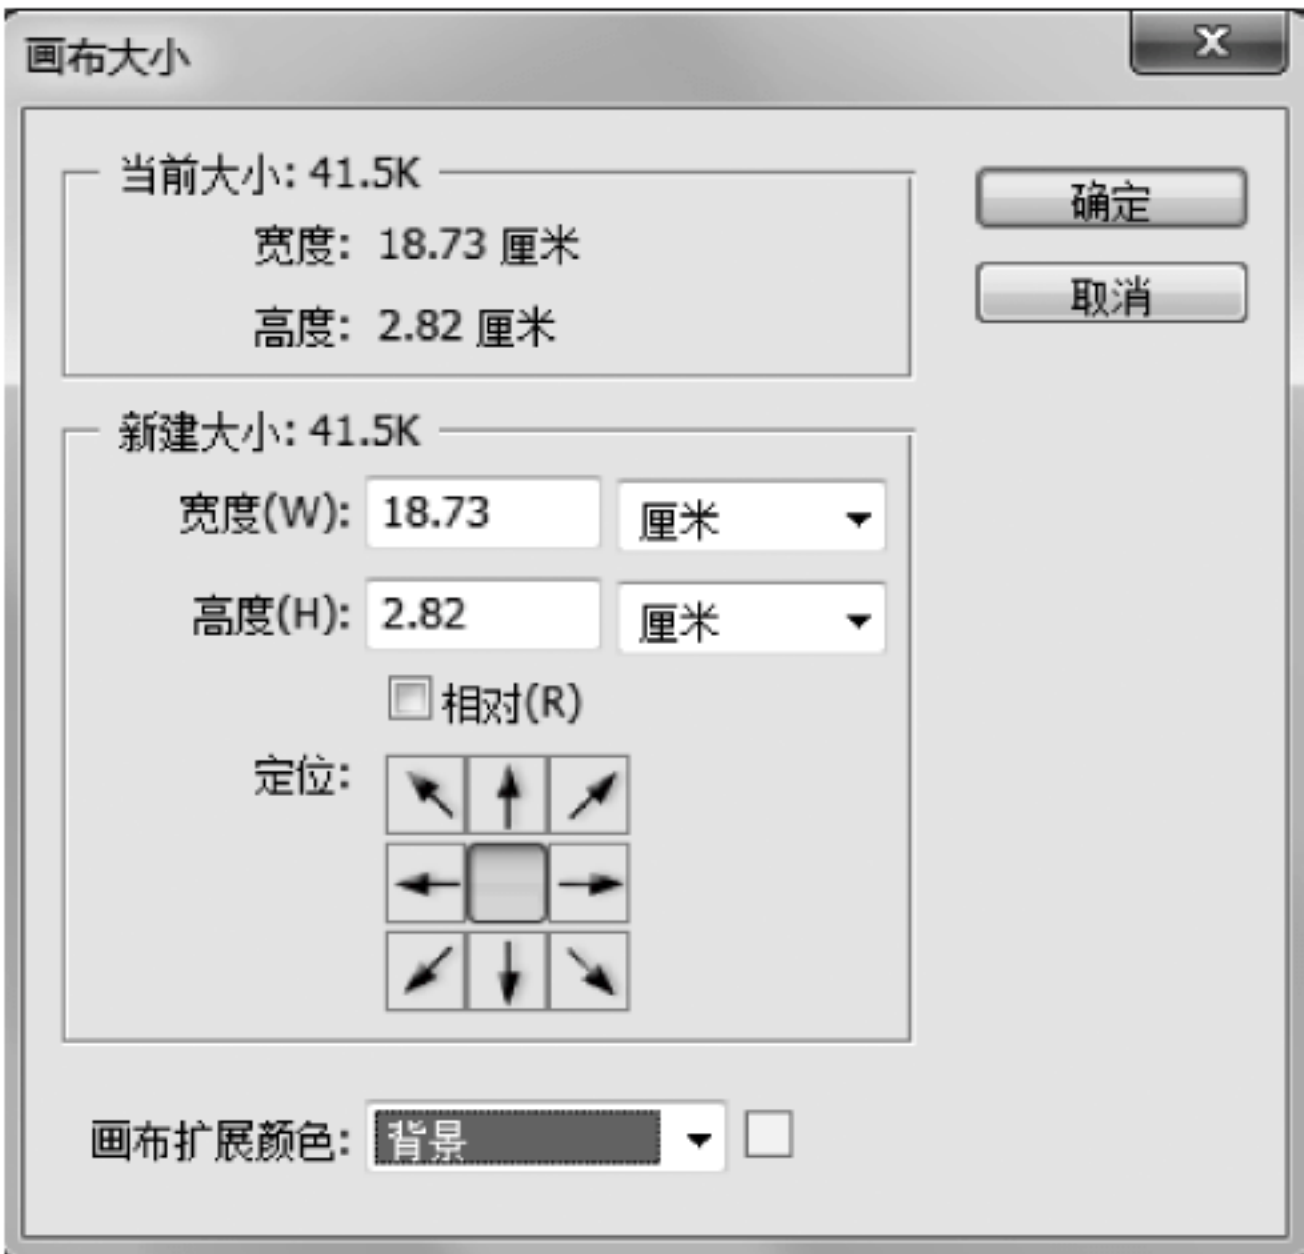 画布大小
当前大小: 41.5K
宽度: 18.73 厘米
高度: 2.82 厘米
确定
取消
新建大小: 41.5K
宽度(W): 18.73 厘米
高度(H): 2.82 厘米
相对(R)
定位:
画布扩展颜色: 背景